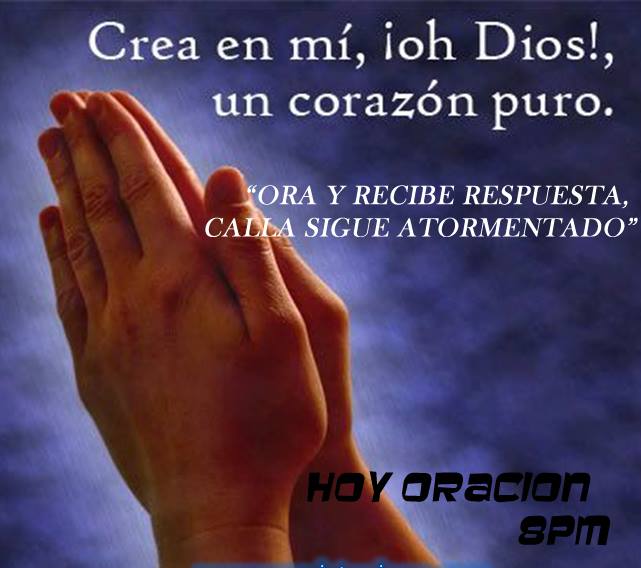 Crea en mí, ¡oh Dios!,
un corazón puro.
“ORA Y RECIBE RESPUESTA,
CALLA SIGUE ATORMENTADO”
HOY ORACION
8PM